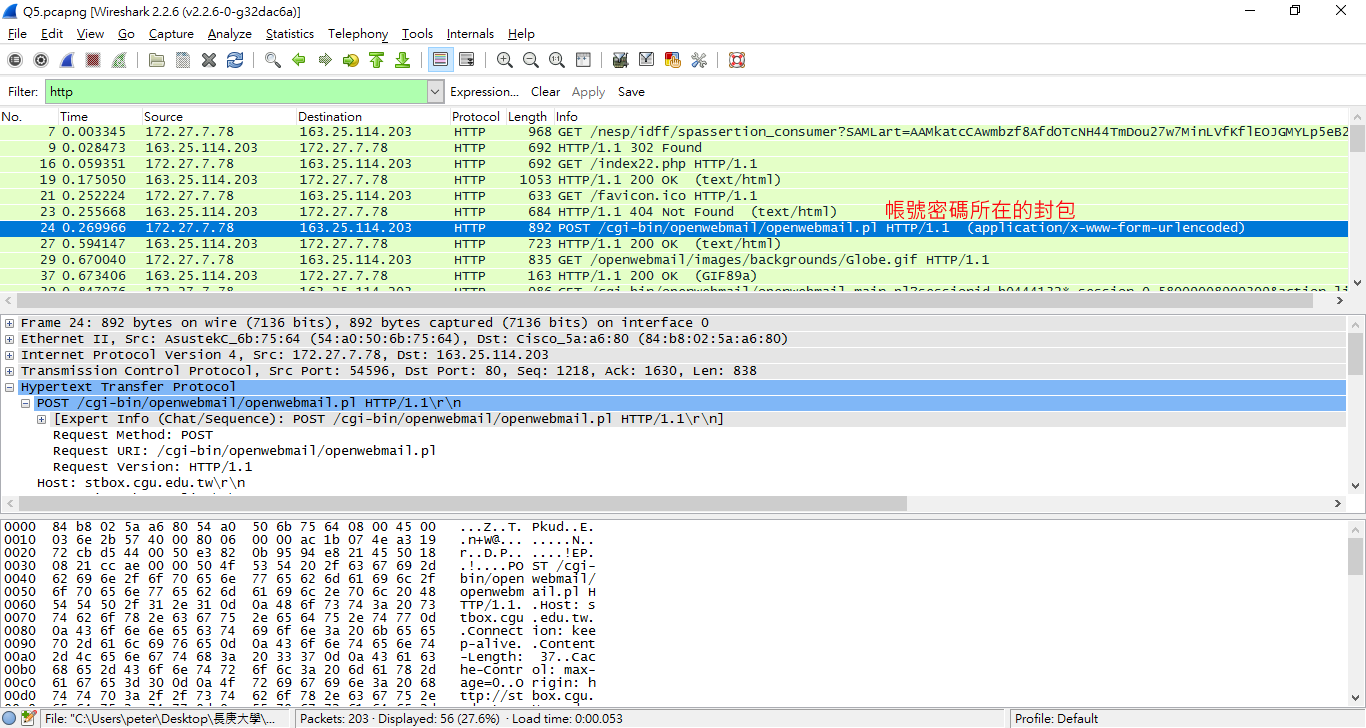 Q5.pcapng [Wireshark 2.2.6 (v2.2.6-0-g32dac6a)]
File Edit View Go Capture Analyze Statistics Telephony Tools Internals Help
Filter: http Expression... Clear Apply Save
No. Time Source Destination Protocol Length Info
7 0.003345 172.27.7.78 163.25.114.203 HTTP 968 GET /nesp/idff/spassertion_consumer?SAMLart=AAMkatcCAwmbzf8AfdOTcNH44TmDou27w7MinLVfKflEOJGMYLp5eB2
9 0.028473 163.25.114.203 172.27.7.78 HTTP 692 HTTP/1.1 302 Found
16 0.059351 172.27.7.78 163.25.114.203 HTTP 692 GET /index22.php HTTP/1.1
19 0.175050 163.25.114.203 172.27.7.78 HTTP 1053 HTTP/1.1 200 OK (text/html)
21 0.252224 172.27.7.78 163.25.114.203 HTTP 633 GET /favicon.ico HTTP/1.1
23 0.255668 163.25.114.203 172.27.7.78 HTTP 684 HTTP/1.1 404 Not Found (text/html)
帳號密碼所在的封包
24 0.269966 172.27.7.78 163.25.114.203 HTTP 892 POST /cgi-bin/openwebmail/openwebmail.pl HTTP/1.1 (application/x-www-form-urlencoded)
27 0.594147 163.25.114.203 172.27.7.78 HTTP 723 HTTP/1.1 200 OK (text/html)
29 0.670040 172.27.7.78 163.25.114.203 HTTP 835 GET /openwebmail/images/backgrounds/Globe.gif HTTP/1.1
37 0.673406 163.25.114.203 172.27.7.78 HTTP 163 HTTP/1.1 200 OK (GIF89a)
Frame 24: 892 bytes on wire (7136 bits), 892 bytes captured (7136 bits) on interface 0
Ethernet II, Src: AsustekC_6b:75:64 (54:a0:50:6b:75:64), Dst: Cisco_5a:a6:80 (84:b8:02:5a:a6:80)
Internet Protocol Version 4, Src: 172.27.7.78, Dst: 163.25.114.203
Transmission Control Protocol, Src Port: 54596, Dst Port: 80, Seq: 1218, Ack: 1630, Len: 838
Hypertext Transfer Protocol
POST /cgi-bin/openwebmail/openwebmail.pl HTTP/1.1\r\n
[Expert Info (Chat/Sequence): POST /cgi-bin/openwebmail/openwebmail.pl HTTP/1.1\r\n]
Request Method: POST
Request URI: /cgi-bin/openwebmail/openwebmail.pl
Request Version: HTTP/1.1
Host: stbox.cgu.edu.tw\r\n
0000 84 b8 02 5a a6 80 54 a0 50 6b 75 64 08 00 45 00 ...Z..T. Pkud..E.
0010 03 6e 2b 57 40 00 80 06 00 00 ac 1b 07 4e a3 19 .n+W@... .....N..
0020 72 cb d5 44 00 50 e3 82 0b 95 94 e8 21 45 50 18 r..D.P.. ....!EP.
0030 08 21 cc ae 00 00 50 4f 53 54 20 2f 63 67 69 2d .!....PO ST /cgi-
0040 62 69 6e 2f 6f 70 65 6e 77 65 62 6d 61 69 6c 2f bin/open webmail/
0050 6f 70 65 6e 77 65 62 6d 61 69 6c 2e 70 6c 20 48 openwebm ail.pl H
0060 54 54 50 2f 31 2e 31 0d 0a 48 6f 73 74 3a 20 73 TTP/1.1. .Host: s
0070 74 62 6f 78 2e 63 67 75 2e 65 64 75 2e 74 77 0d tbox.cgu .edu.tw.
0080 0a 43 6f 6e 6e 65 63 74 69 6f 6e 3a 20 6b 65 65 .Connect ion: kee
0090 70 2d 61 6c 69 76 65 0d 0a 43 6f 6e 74 65 6e 74 p-alive. .Content
00a0 2d 4c 65 6e 67 74 68 3a 20 33 37 0d 0a 43 61 63 -Length: 37..Cac
00b0 68 65 2d 43 6f 6e 74 72 6f 6c 3a 20 6d 61 78 2d he-Contr ol: max-
00c0 61 67 65 3d 30 0d 0a 4f 72 69 67 69 6e 3a 20 68 age=0..O rigin: h
00d0 74 74 70 3a 2f 2f 73 74 62 6f 78 2e 63 67 75 2e ttp://st box.cgu.
File: "C:\Users\peter\Desktop\長庚大學\... Packets: 203 · Displayed: 56 (27.6%) · Load time: 0:00.053 Profile: Default